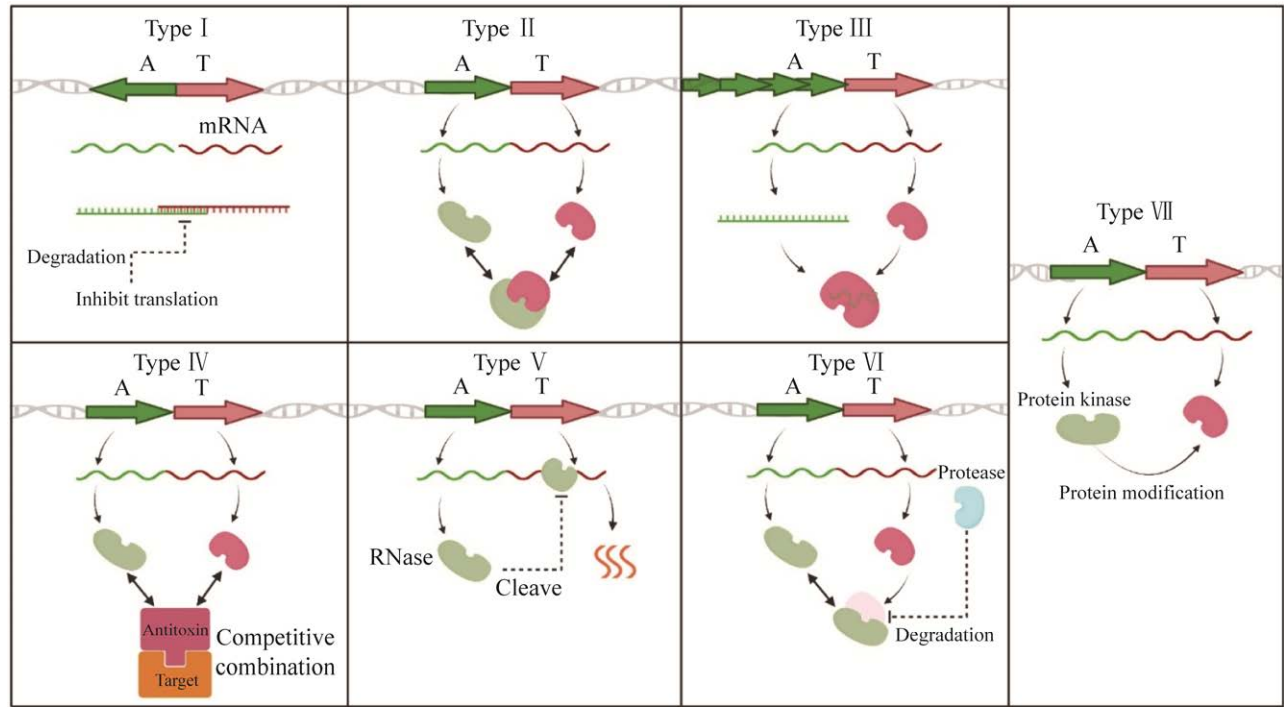 Type Ⅰ
A T
mRNA
Degradation
Inhibit translation
Type Ⅱ
A T
Type Ⅲ
A T
Type Ⅳ
A T
Antitoxin
Target
Competitive
combination
Type Ⅴ
A T
RNase
Cleave
Type Ⅵ
A T
Protease
Degradation
Type Ⅶ
A T
Protein kinase
Protein modification